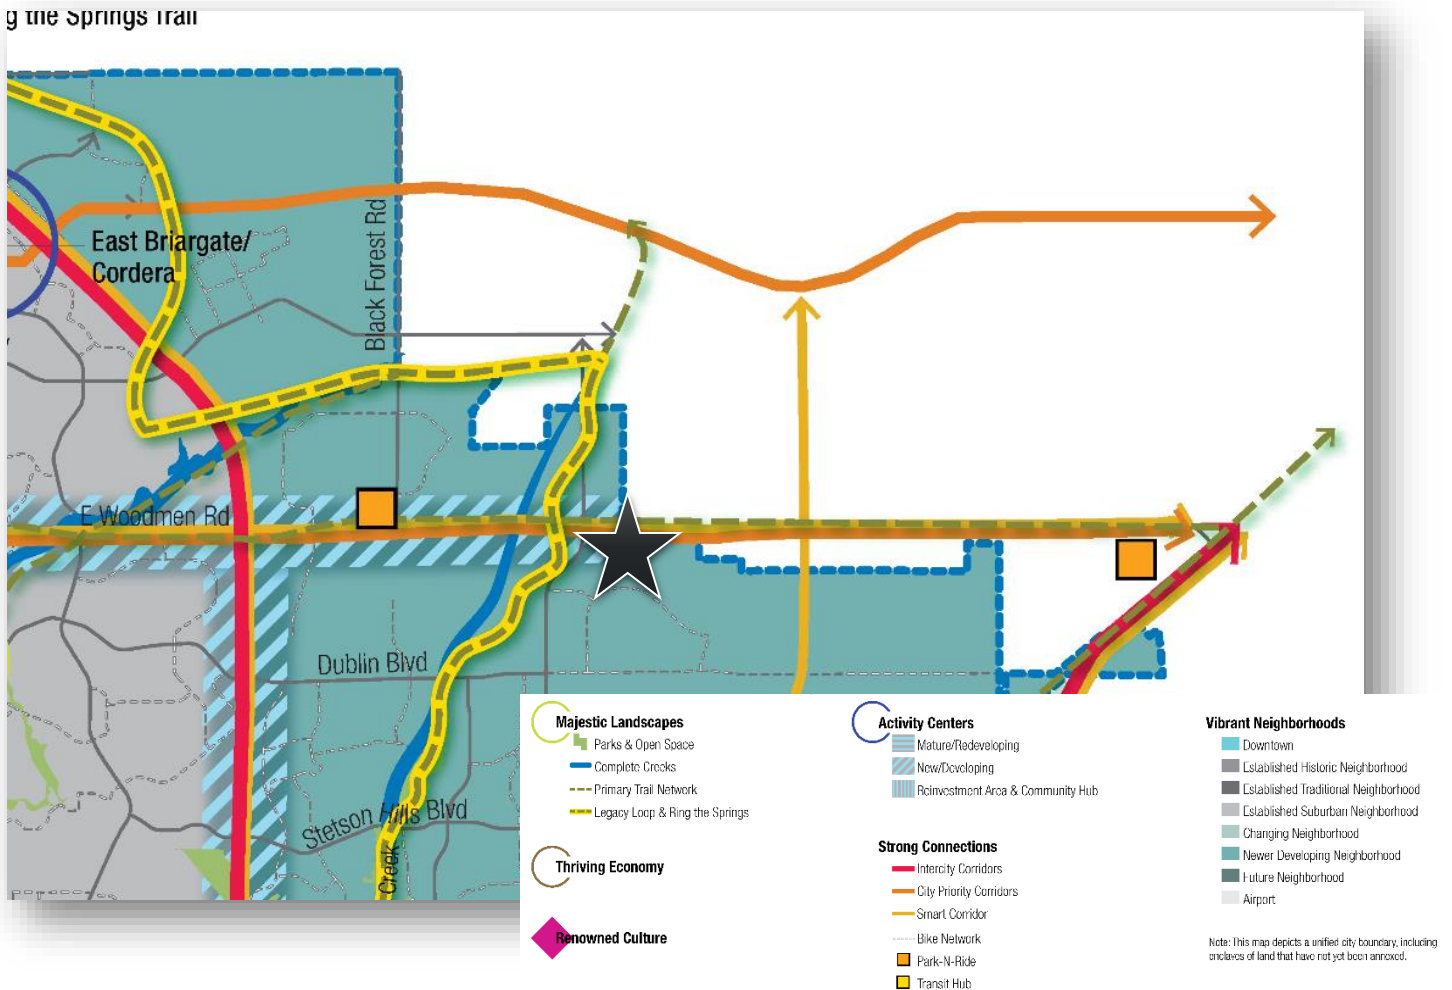 g the Springs Trail
East Briargate/
Cordera
Black Forest Rd
E Woodmen Rd
Dublin Blvd
Stetson Hills Blvd
Creek
Majestic Landscapes
Parks & Open Space
Complete Creeks
Primary Trail Network
Legacy Loop & Ring the Springs
Thriving Economy
Renowned Culture
Activity Centers
Mature/Redeveloping
New/Developing
Reinvestment Area & Community Hub
Strong Connections
Intercity Corridors
City Priority Corridors
Smart Corridor
Bike Network
Park-N-Ride
Transit Hub
Vibrant Neighborhoods
Downtown
Established Historic Neighborhood
Established Traditional Neighborhood
Established Suburban Neighborhood
Changing Neighborhood
Newer Developing Neighborhood
Future Neighborhood
Airport
Note: This map depicts a unified city boundary, including
enclaves of land that have not yet been annexed.